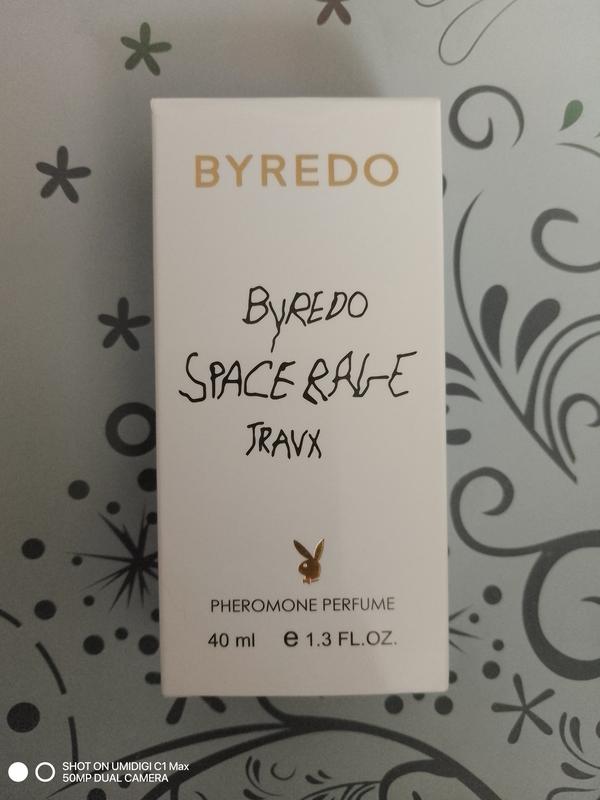 BYREDO
BYREDO
SPACE RAGE
TRAVX
PHEROMONE PERFUME
40 ml e 1.3 FL.OZ.
SHOT ON UMIDIGI C1 Max
50MP DUAL CAMERA